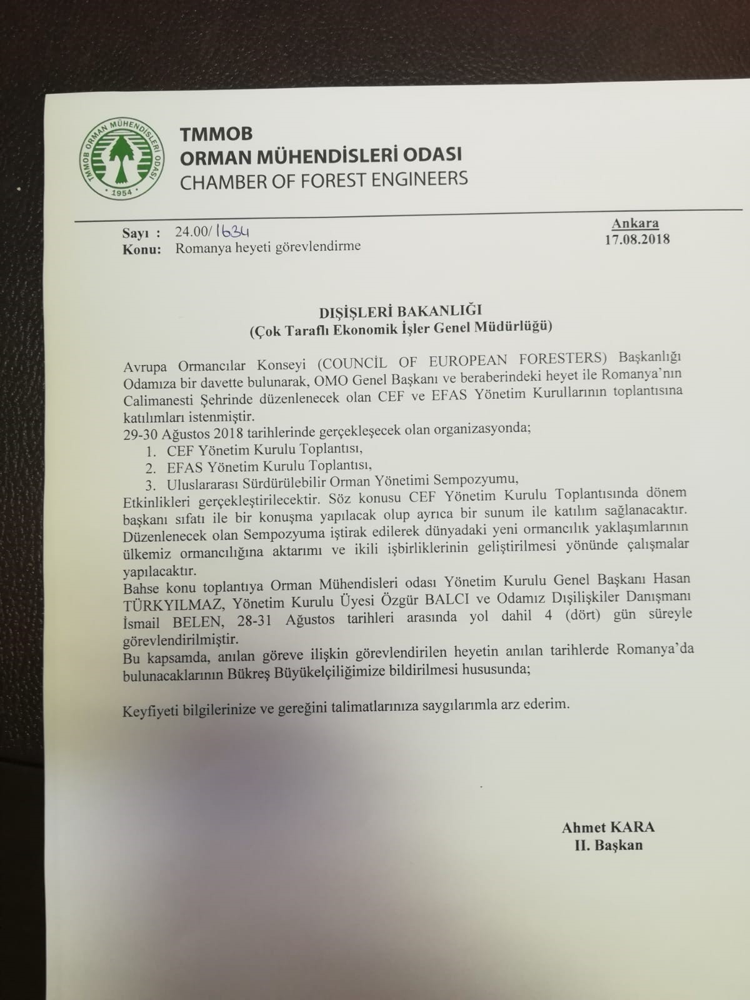 TMMOB ORMAN MÜHENDİSLERİ ODASI
• 1954 •
TMMOB
ORMAN MÜHENDİSLERİ ODASI
CHAMBER OF FOREST ENGINEERS
Sayı : 24.00/1634
Ankara
Konu: Romanya heyeti görevlendirme
17.08.2018
DIŞİŞLERİ BAKANLIĞI
(Çok Taraflı Ekonomik İşler Genel Müdürlüğü)
Avrupa Ormancılar Konseyi (COUNCİL OF EUROPEAN FORESTERS) Başkanlığı
Odamıza bir davette bulunarak, OMO Genel Başkanı ve beraberindeki heyet ile Romanya'nın
Calimanesti Şehrinde düzenlenecek olan CEF ve EFAS Yönetim Kurullarının toplantısına
katılımları istenmiştir.
29-30 Ağustos 2018 tarihlerinde gerçekleşecek olan organizasyonda;
1. CEF Yönetim Kurulu Toplantısı,
2. EFAS Yönetim Kurulu Toplantısı,
3. Uluslararası Sürdürülebilir Orman Yönetimi Sempozyumu,
Etkinlikleri gerçekleştirilecektir. Söz konusu CEF Yönetim Kurulu Toplantısında dönem
başkanı sıfatı ile bir konuşma yapılacak olup ayrıca bir sunum ile katılım sağlanacaktır.
Düzenlenecek olan Sempozyuma iştirak edilerek dünyadaki yeni ormancılık yaklaşımlarının
ülkemiz ormancılığına aktarımı ve ikili işbirliklerinin geliştirilmesi yönünde çalışmalar
yapılacaktır.
Bahse konu toplantıya Orman Mühendisleri odası Yönetim Kurulu Genel Başkanı Hasan
TÜRKYILMAZ, Yönetim Kurulu Üyesi Özgür BALCI ve Odamız Dışilişkiler Danışmanı
İsmail BELEN, 28-31 Ağustos tarihleri arasında yol dahil 4 (dört) gün süreyle
görevlendirilmiştir.
Bu kapsamda, anılan göreve ilişkin görevlendirilen heyetin anılan tarihlerde Romanya'da
bulunacaklarının Bükreş Büyükelçiliğimize bildirilmesi hususunda;
Keyfiyeti bilgilerinize ve gereğini talimatlarınıza saygılarımla arz ederim.
Ahmet KARA
II. Başkan